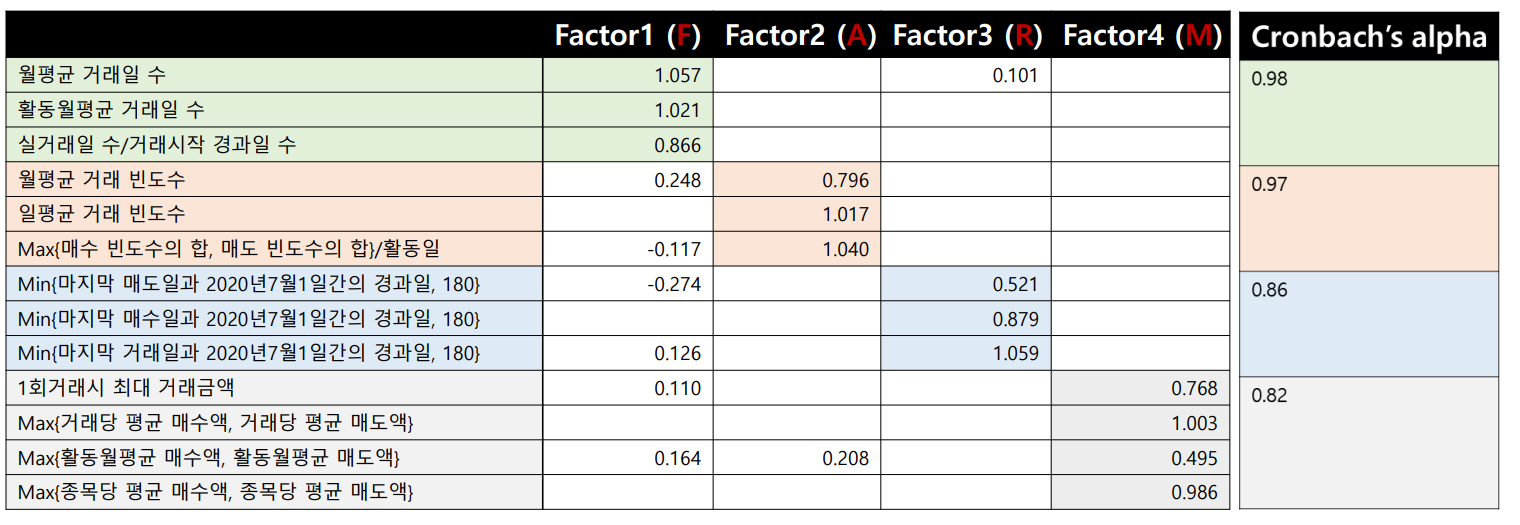 Factor1 (F) Factor2 (A) Factor3 (R) Factor4 (M) Cronbach’s alpha
월평균 거래일 수 1.057 0.101 0.98
활동월평균 거래일 수 1.021
실거래일 수/거래시작 경과일 수 0.866
월평균 거래 빈도수 0.248 0.796 0.97
일평균 거래 빈도수 1.017
Max{매수 빈도수의 합, 매도 빈도수의 합}/활동일 -0.117 1.040
Min{마지막 매도일과 2020년7월1일간의 경과일, 180} -0.274 0.521 0.86
Min{마지막 매수일과 2020년7월1일간의 경과일, 180} 0.879
Min{마지막 거래일과 2020년7월1일간의 경과일, 180} 0.126 1.059
1회거래시 최대 거래금액 0.110 0.768 0.82
Max{거래당 평균 매수액, 거래당 평균 매도액} 1.003
Max{활동월평균 매수액, 활동월평균 매도액} 0.164 0.208 0.495
Max{종목당 평균 매수액, 종목당 평균 매도액} 0.986